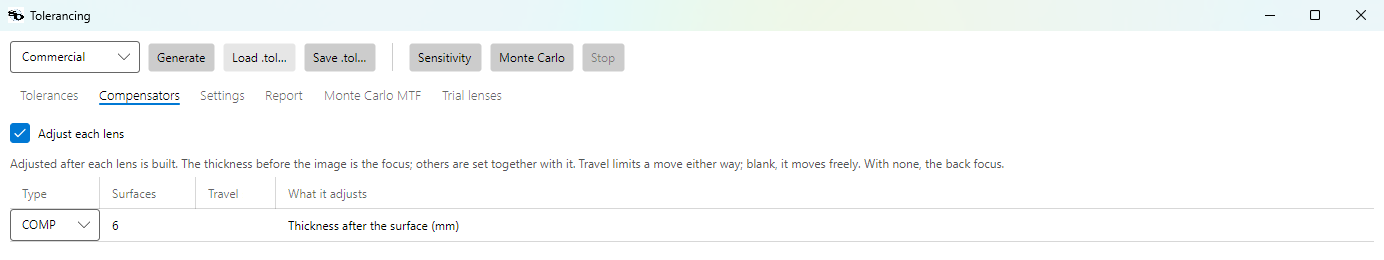 Tolerancing
Commercial Generate Load .tol... Save .tol... Sensitivity Monte Carlo Stop
Tolerances Compensators Settings Report Monte Carlo MTF Trial lenses
Adjust each lens
Adjusted after each lens is built. The thickness before the image is the focus; others are set together with it. Travel limits a move either way; blank, it moves freely. With none, the back focus.
Type Surfaces Travel What it adjusts
COMP 6 Thickness after the surface (mm)